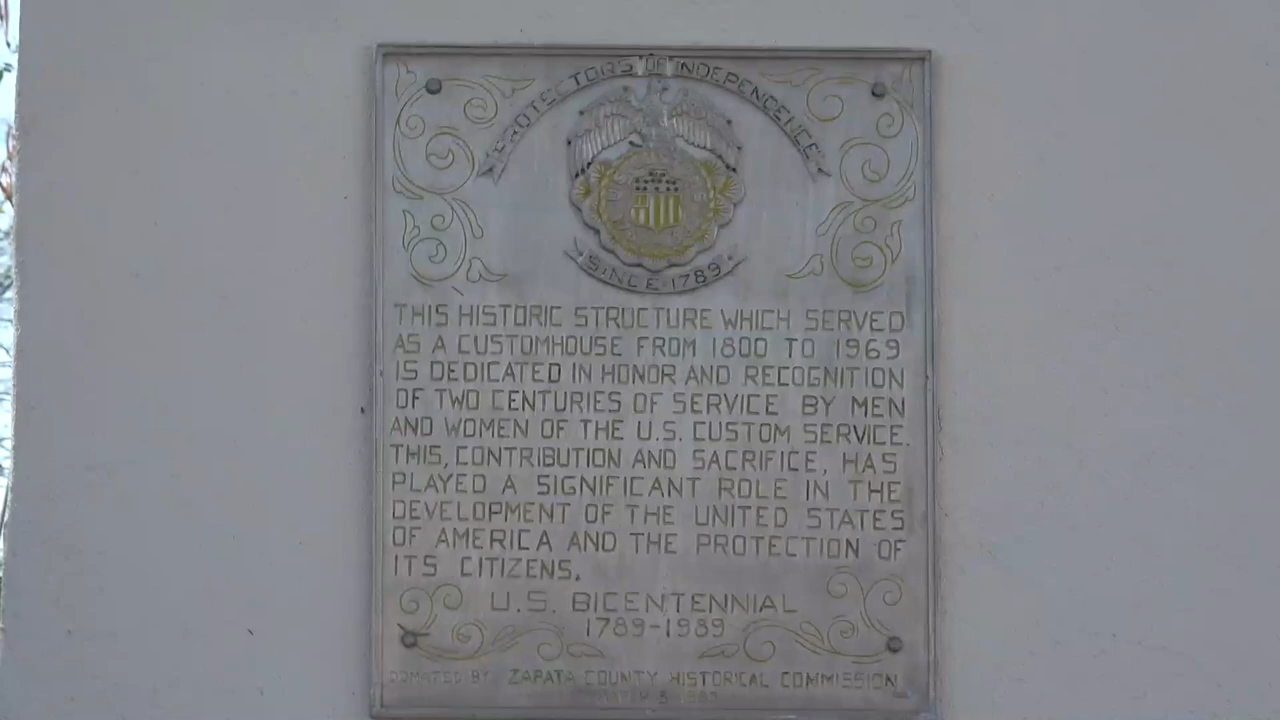 PROTECTORS OF INDEPENDENCE
SINCE 1789
THIS HISTORIC STRUCTURE WHICH SERVED
AS A CUSTOMHOUSE FROM 1800 TO 1969
IS DEDICATED IN HONOR AND RECOGNITION
OF TWO CENTURIES OF SERVICE BY MEN
AND WOMEN OF THE U.S. CUSTOM SERVICE.
THIS, CONTRIBUTION AND SACRIFICE, HAS
PLAYED A SIGNIFICANT ROLE IN THE
DEVELOPMENT OF THE UNITED STATES
OF AMERICA AND THE PROTECTION OF
ITS CITIZENS.
U.S. BICENTENNIAL
1789-1989
DONATED BY ZAPATA COUNTY HISTORICAL COMMISSION